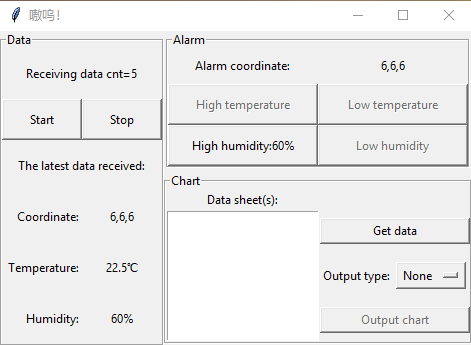 嗷呜!
Data
Receiving data cnt=5
Start
Stop
The latest data received:
Coordinate:
6,6,6
Temperature:
22.5℃
Humidity:
60%
Alarm
Alarm coordinate:
6,6,6
High temperature
Low temperature
High humidity:60%
Low humidity
Chart
Data sheet(s):
Get data
Output type:
None
Output chart